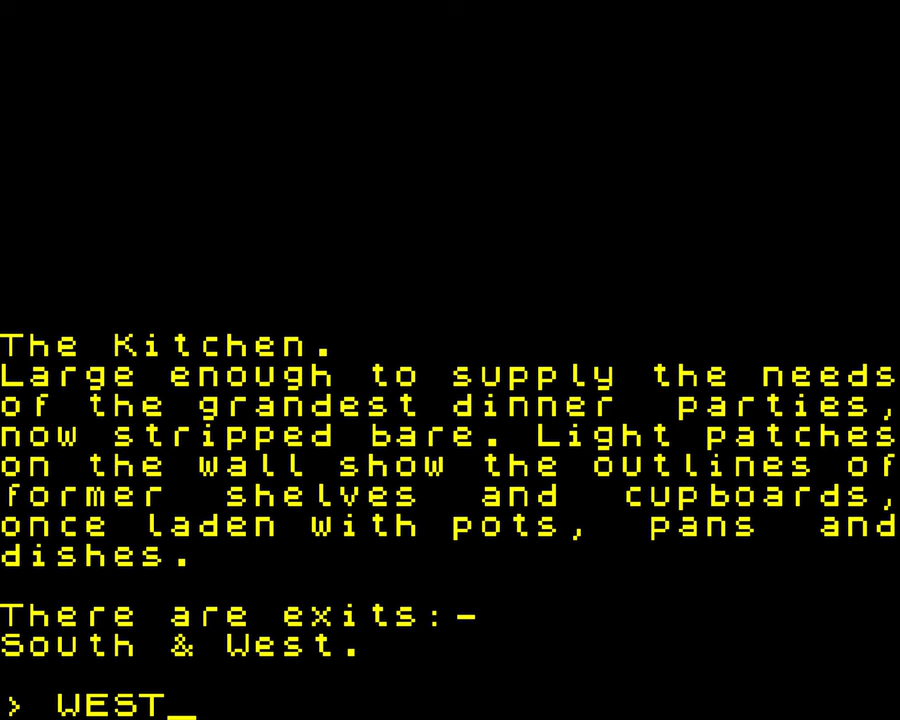 The Kitchen.
Large enough to supply the needs
of the grandest dinner parties,
now stripped bare. Light patches
on the wall show the outlines of
former shelves and cupboards,
once laden with pots, pans and
dishes.
There are exits:-
South & West.
> WEST_